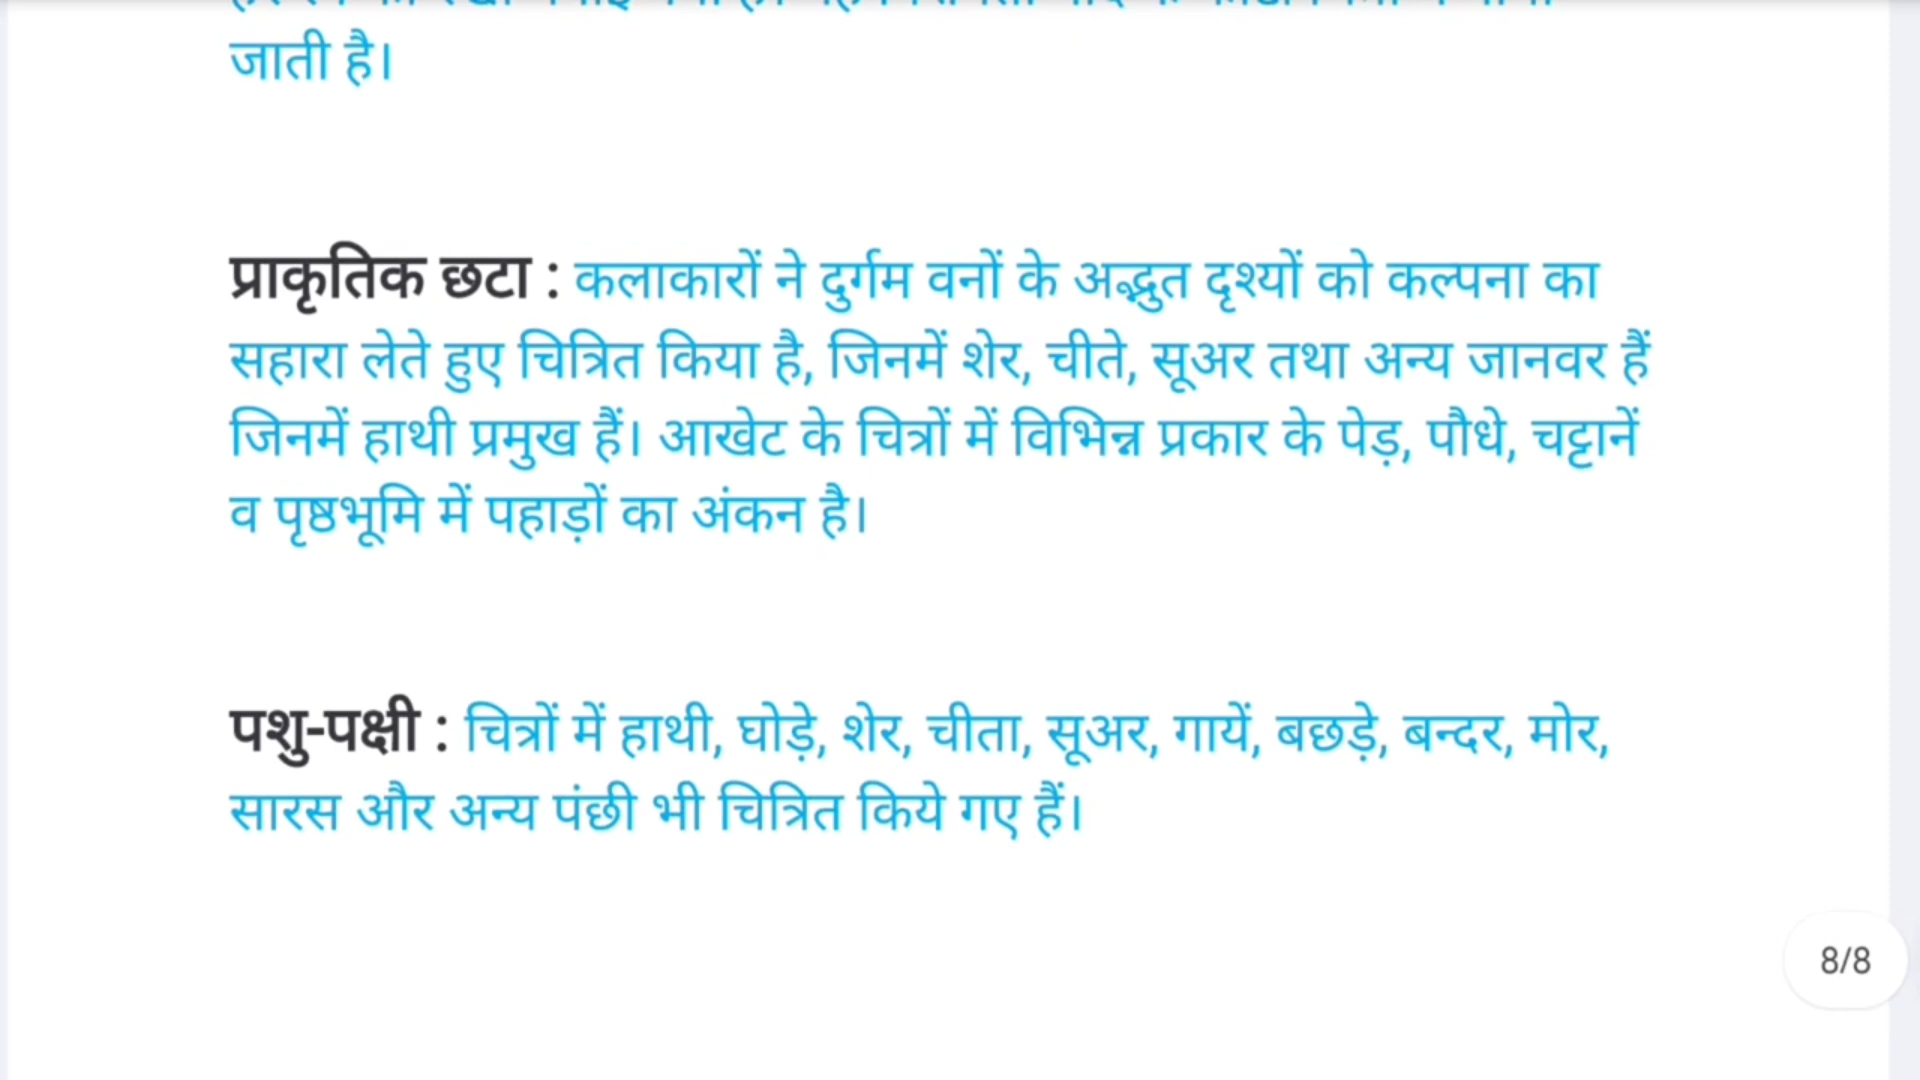 जाती है।
प्राकृतिक छटा : कलाकारों ने दुर्गम वनों के अद्भुत दृश्यों को कल्पना का
सहारा लेते हुए चित्रित किया है, जिनमें शेर, चीते, सूअर तथा अन्य जानवर हैं
जिनमें हाथी प्रमुख हैं। आखेट के चित्रों में विभिन्न प्रकार के पेड़, पौधे, चट्टानें
व पृष्ठभूमि में पहाड़ों का अंकन है।
पशु-पक्षी : चित्रों में हाथी, घोड़े, शेर, चीता, सूअर, गायें, बछड़े, बन्दर, मोर,
सारस और अन्य पंछी भी चित्रित किये गए हैं।
8/8